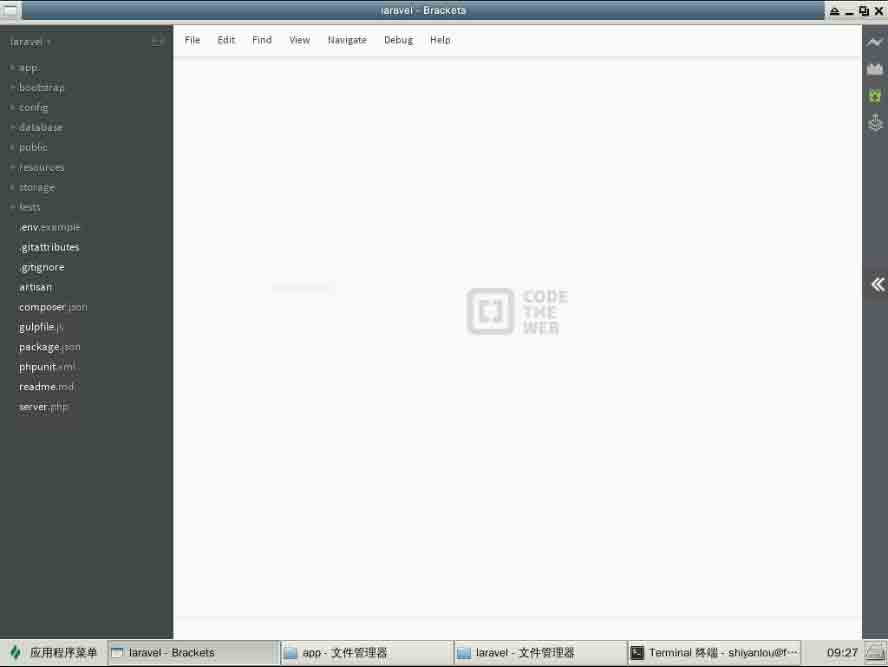 laravel - Brackets
laravel
File Edit Find View Navigate Debug Help
app
bootstrap
config
database
public
resources
storage
tests
.env.example
.gitattributes
.gitignore
artisan
composer.json
gulpfile.js
package.json
phpunit.xml
readme.md
server.php
CODE
THE
WEB
应用程序菜单 laravel - Brackets app - 文件管理器 laravel - 文件管理器 Terminal 终端 - shiyanlou@f··· 09:27